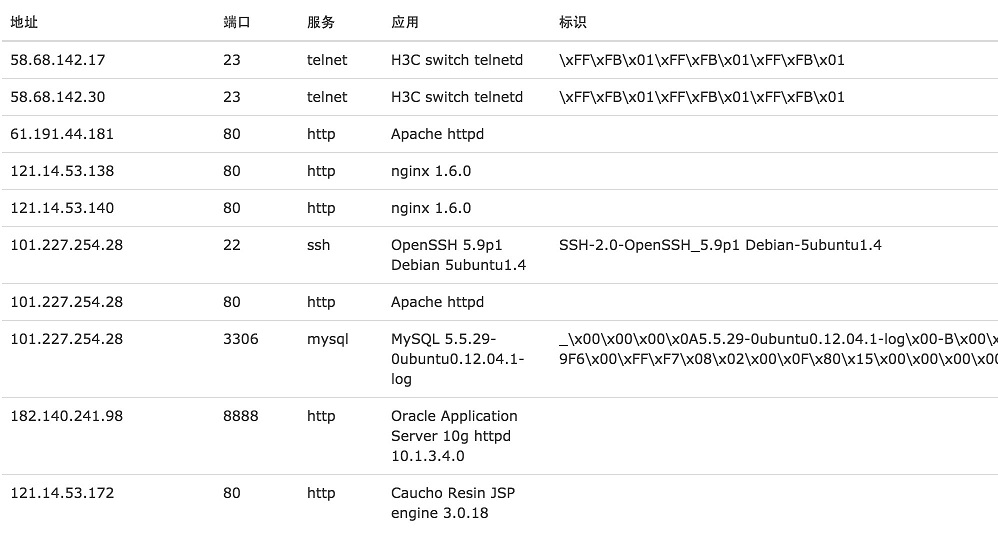 地址 端口 服务 应用 标识
58.68.142.17 23 telnet H3C switch telnetd \xFF\xFB\x01\xFF\xFB\x01\xFF\xFB\x01
58.68.142.30 23 telnet H3C switch telnetd \xFF\xFB\x01\xFF\xFB\x01\xFF\xFB\x01
61.191.44.181 80 http Apache httpd
121.14.53.138 80 http nginx 1.6.0
121.14.53.140 80 http nginx 1.6.0
101.227.254.28 22 ssh OpenSSH 5.9p1 SSH-2.0-OpenSSH_5.9p1 Debian-5ubuntu1.4
Debian 5ubuntu1.4
101.227.254.28 80 http Apache httpd
101.227.254.28 3306 mysql MySQL 5.5.29- _\x00\x00\x00\x0A5.5.29-0ubuntu0.12.04.1-log\x00-B\x00\x
0ubuntu0.12.04.1- 9F6\x00\xFF\xF7\x08\x02\x00\x0F\x80\x15\x00\x00\x00\x00
log
182.140.241.98 8888 http Oracle Application
Server 10g httpd
10.1.3.4.0
121.14.53.172 80 http Caucho Resin JSP
engine 3.0.18